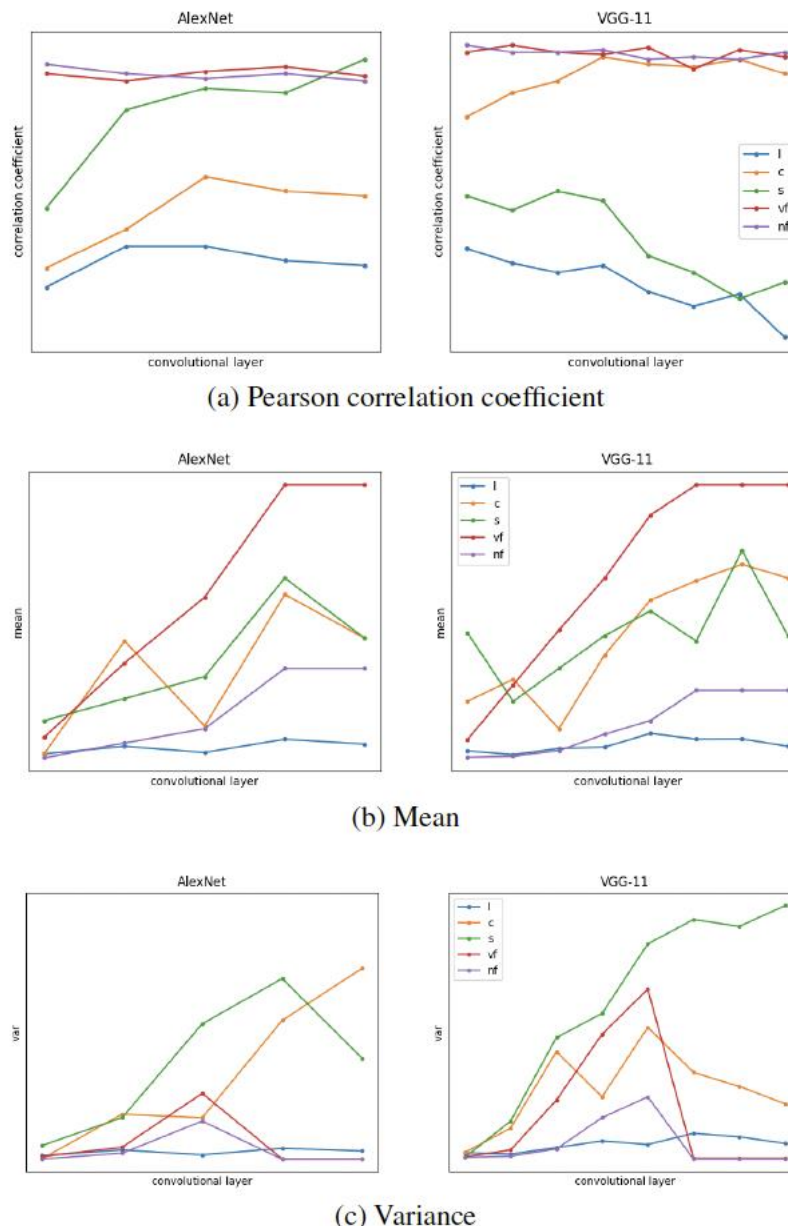 AlexNet
VGG-11
correlation coefficient
correlation coefficient
l
c
s
vf
nf
convolutional layer
convolutional layer
(a) Pearson correlation coefficient
AlexNet
VGG-11
l
c
s
vf
nf
mean
mean
convolutional layer
convolutional layer
(b) Mean
AlexNet
VGG-11
l
c
s
vf
nf
var
var
convolutional layer
convolutional layer
(c) Variance